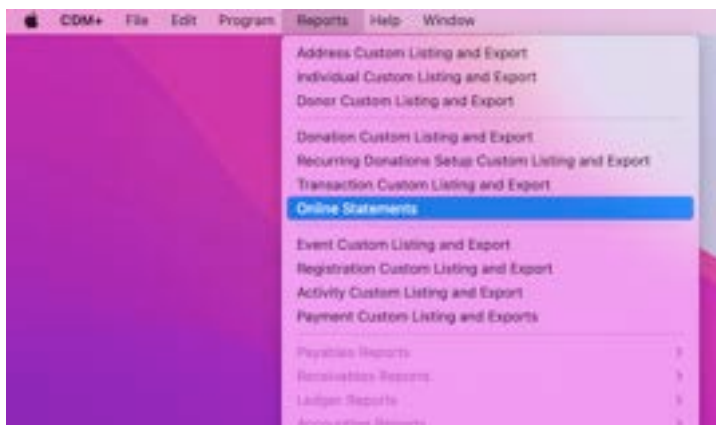 CDM+ File Edit Program Reports Help Window
Address Custom Listing and Export
Individual Custom Listing and Export
Donor Custom Listing and Export
Donation Custom Listing and Export
Recurring Donations Setup Custom Listing and Export
Transaction Custom Listing and Export
Online Statements
Event Custom Listing and Export
Registration Custom Listing and Export
Activity Custom Listing and Export
Payment Custom Listing and Exports
Payables Reports
Receivables Reports
Ledger Reports
Accounting Reports